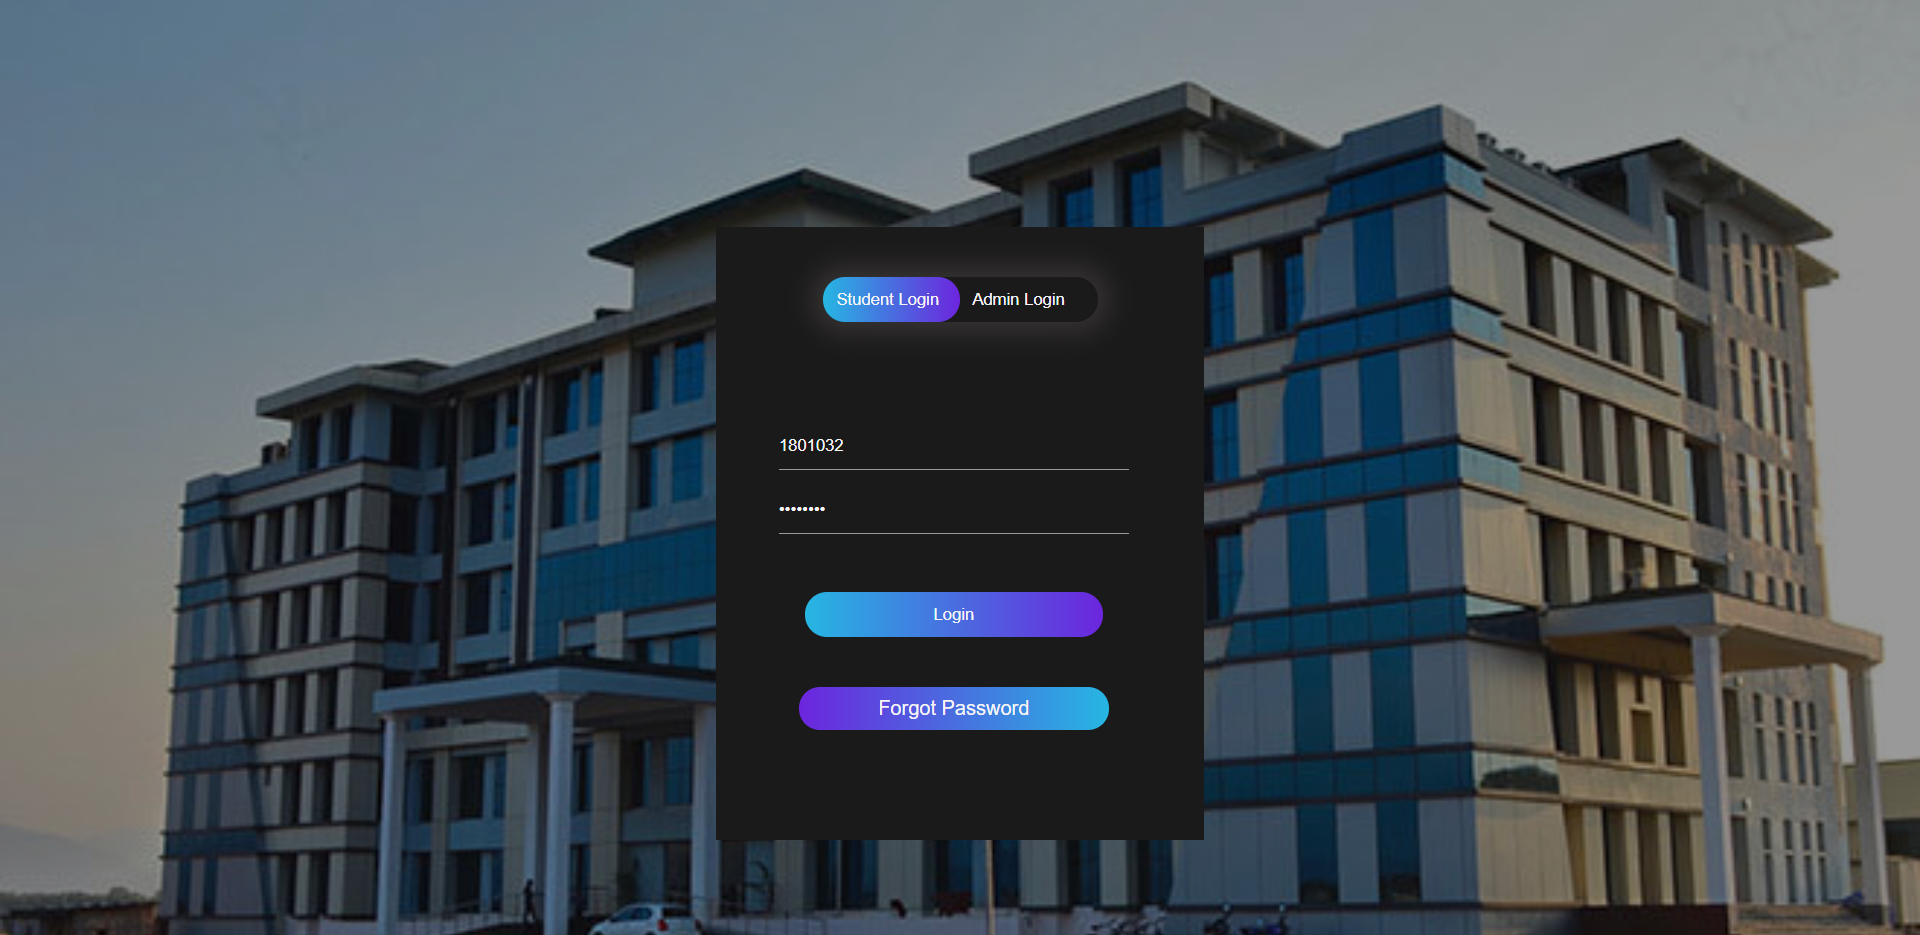 Student Login Admin Login
1801032
••••••••
Login
Forgot Password